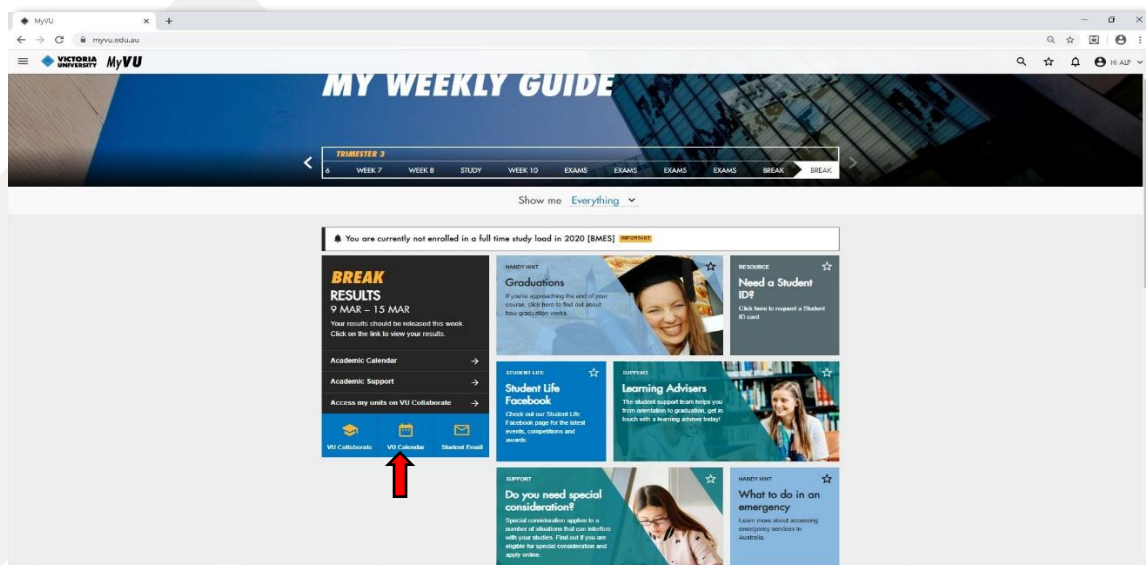 MyVU
myvu.edu.au
VICTORIA UNIVERSITY MyVU
HI ALP
MY WEEKLY GUIDE
TRIMESTER 3
6 WEEK 7 WEEK 8 STUDY WEEK 10 EXAMS EXAMS EXAMS EXAMS BREAK BREAK
Show me Everything
You are currently not enrolled in a full time study load in 2020 [BMES] IMPORTANT
BREAK
RESULTS
9 MAR – 15 MAR
Your results should be released this week.
Click on the link to view your results.
Academic Calendar
Academic Support
Access my units on VU Collaborate
VU Collaborate VU Calendar Student Email
HANDY HINT
Graduations
If you're approaching the end of your
course, click here to find out about
how graduation works.
RESOURCE
Need a Student
ID?
Click here to request a Student
ID card
STUDENT LIFE
Student Life
Facebook
Check out our Student Life
Facebook page for the latest
events, competitions and
awards.
SUPPORT
Learning Advisers
The student support team helps you
from orientation to graduation, get in
touch with a learning adviser today!
SUPPORT
Do you need special
consideration?
Special consideration applies to a
number of situations that can interfere
with your studies. Find out if you are
eligible for special consideration and
apply online.
HANDY HINT
What to do in an
emergency
Learn more about accessing
emergency services in
Australia.